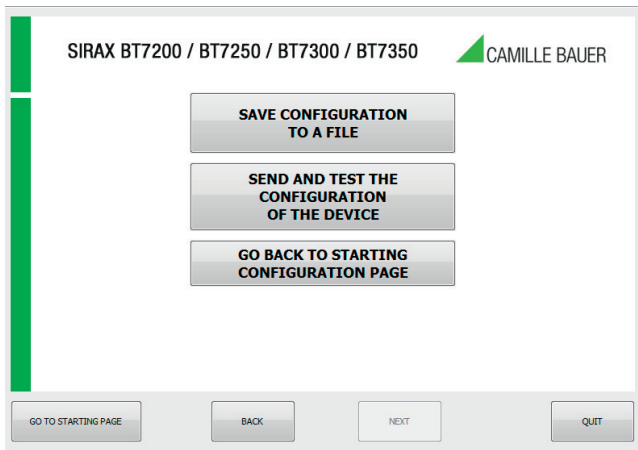 SIRAX BT7200 / BT7250 / BT7300 / BT7350
CAMILLE BAUER
SAVE CONFIGURATION
TO A FILE
SEND AND TEST THE
CONFIGURATION
OF THE DEVICE
GO BACK TO STARTING
CONFIGURATION PAGE
GO TO STARTING PAGE
BACK
NEXT
QUIT